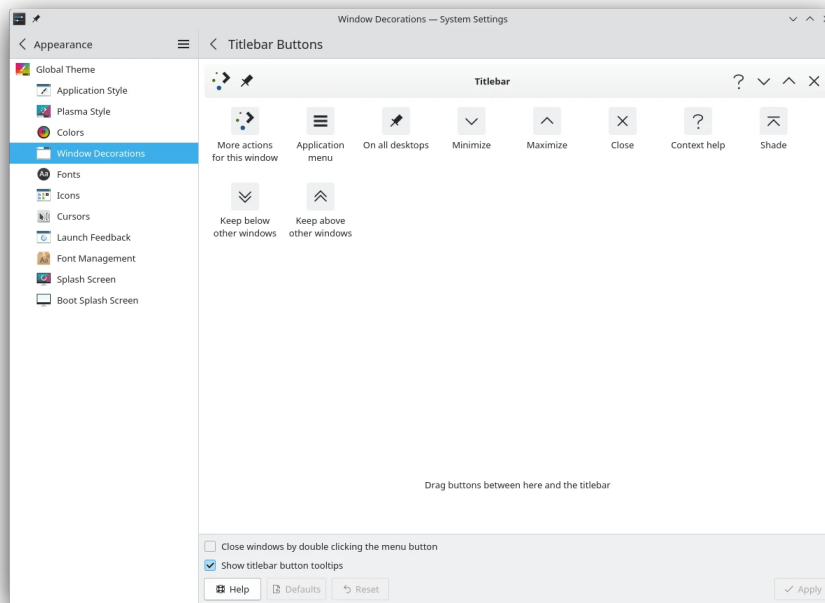 Window Decorations — System Settings
Appearance
Titlebar Buttons
Global Theme
Application Style
Plasma Style
Colors
Window Decorations
Aa Fonts
Icons
Cursors
Launch Feedback
Font Management
Splash Screen
Boot Splash Screen
Titlebar
?
More actions
for this window
Application
menu
On all desktops
Minimize
Maximize
Close
?
Context help
Shade
Keep below
other windows
Keep above
other windows
Drag buttons between here and the titlebar
Close windows by double clicking the menu button
Show titlebar button tooltips
Help
Defaults
Reset
Apply